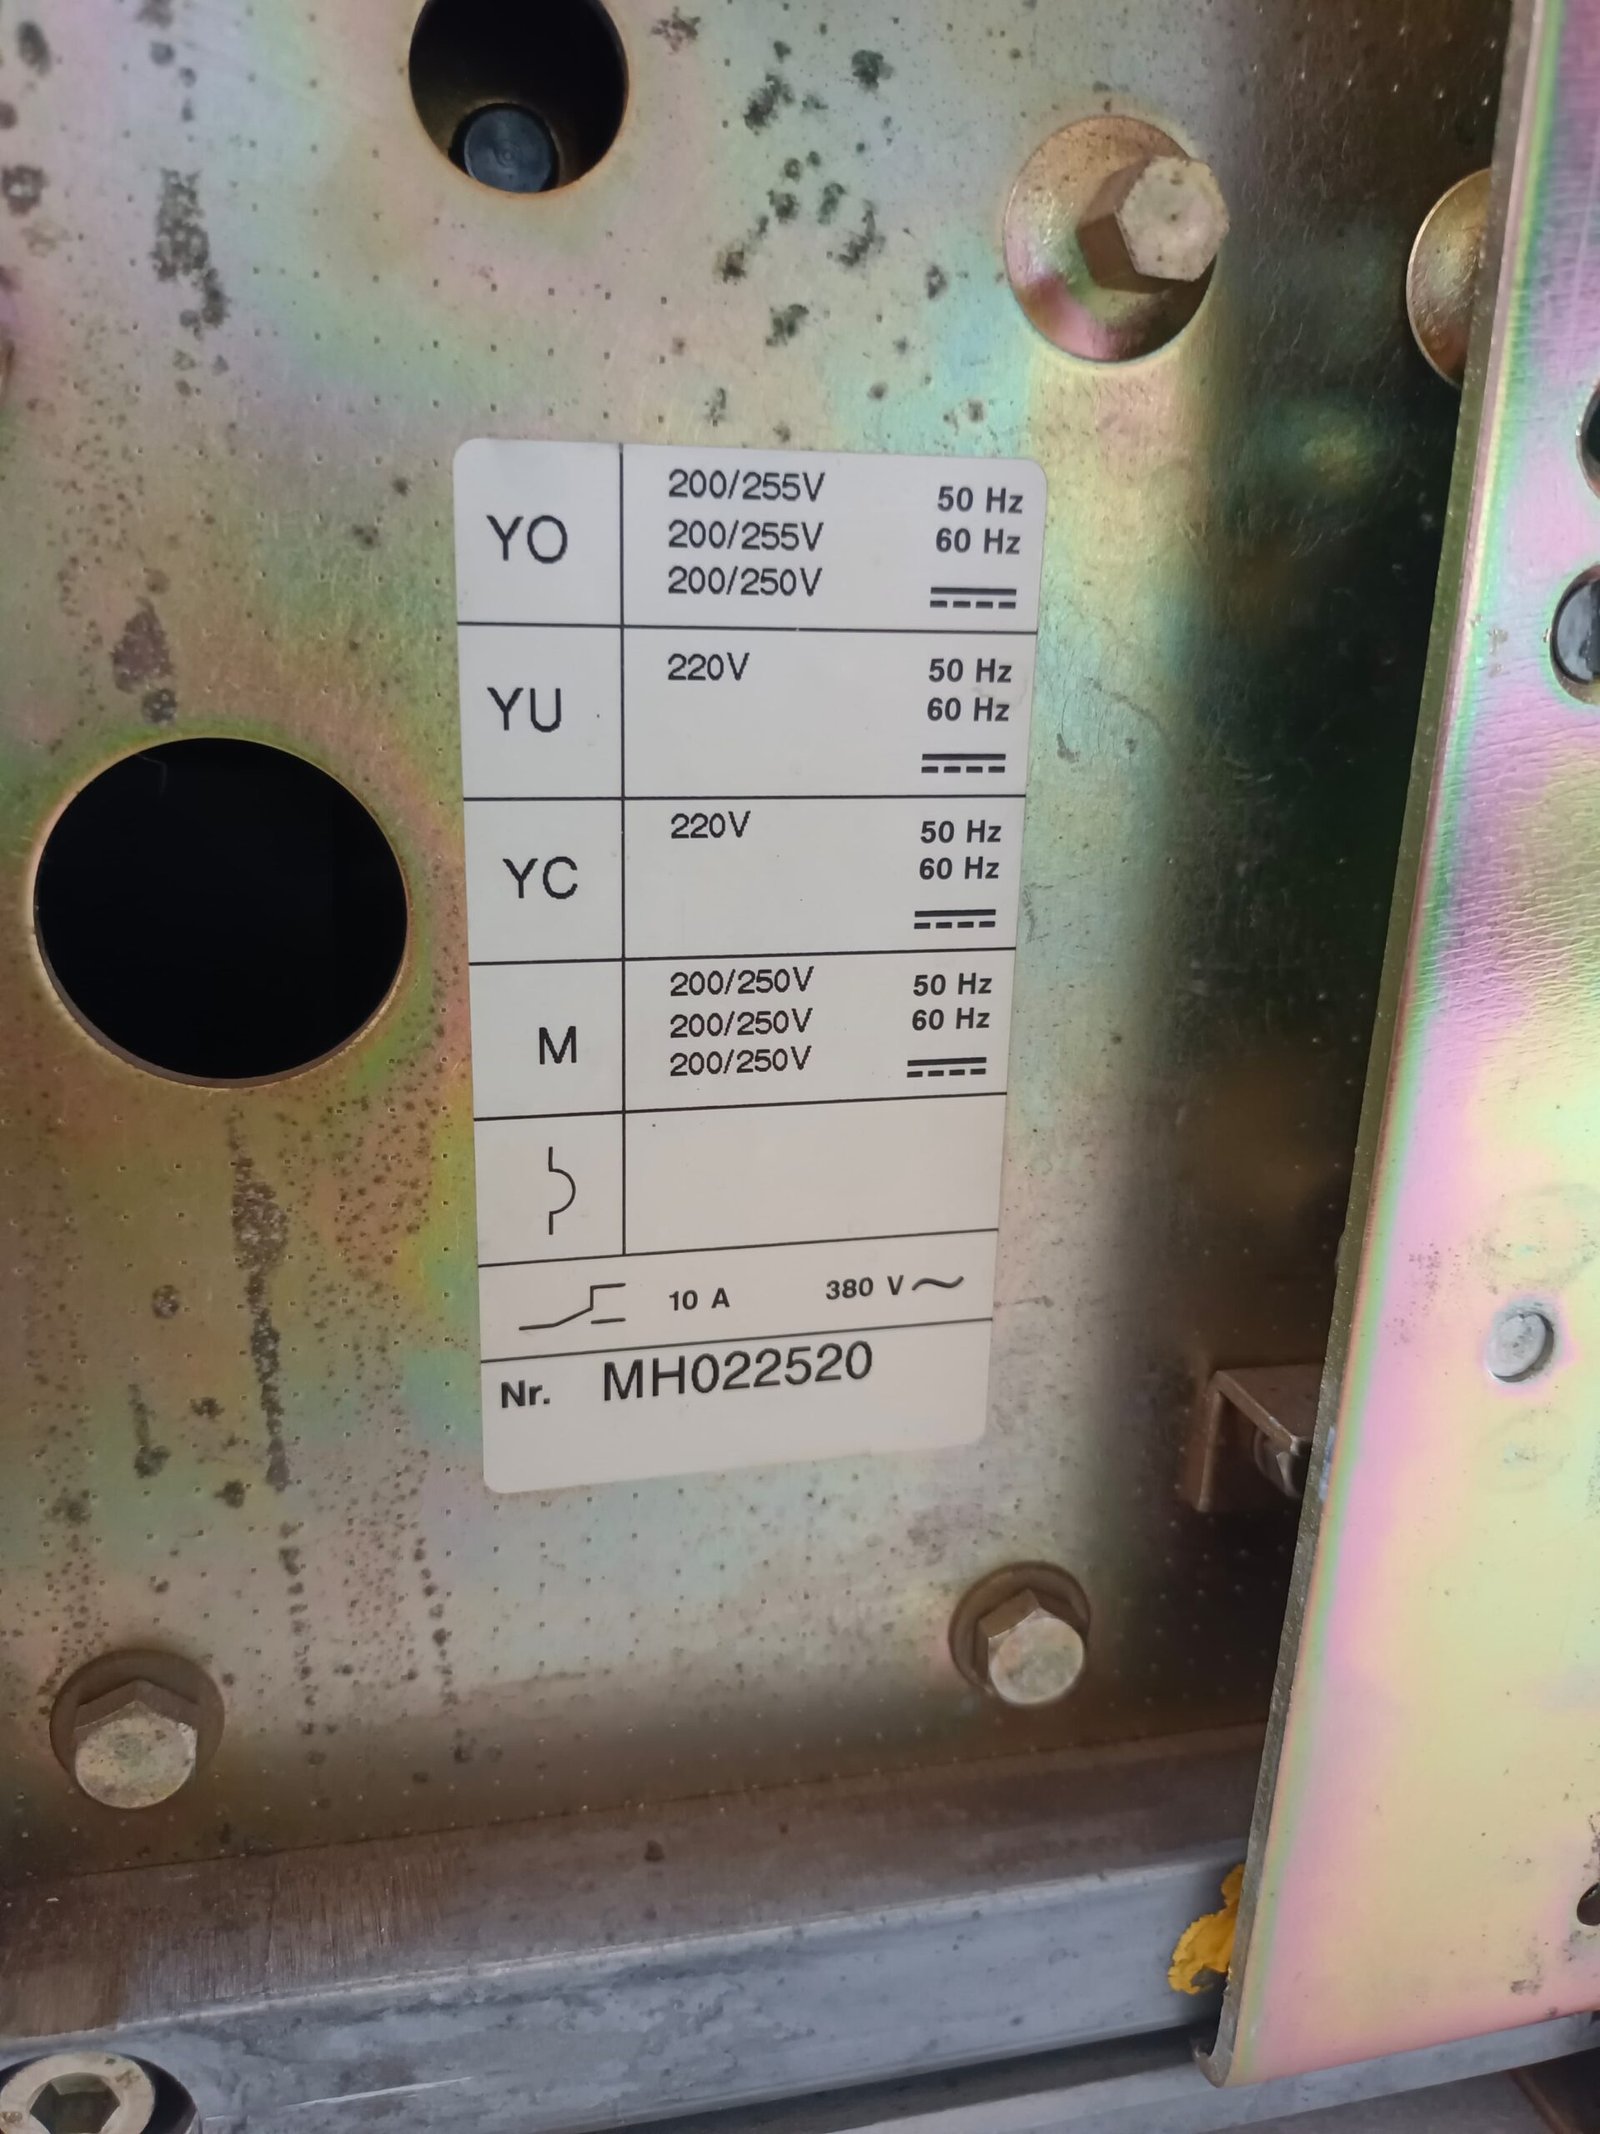 YO 200/255V 50 Hz
200/255V 60 Hz
200/250V
YU 220V 50 Hz
60 Hz
YC 220V 50 Hz
60 Hz
M 200/250V 50 Hz
200/250V 60 Hz
200/250V
10 A 380 V~
Nr. MH022520